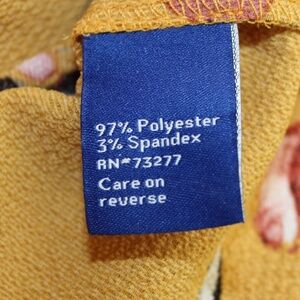 97% Polyester
3% Spandex
RN#73277
Care on
reverse